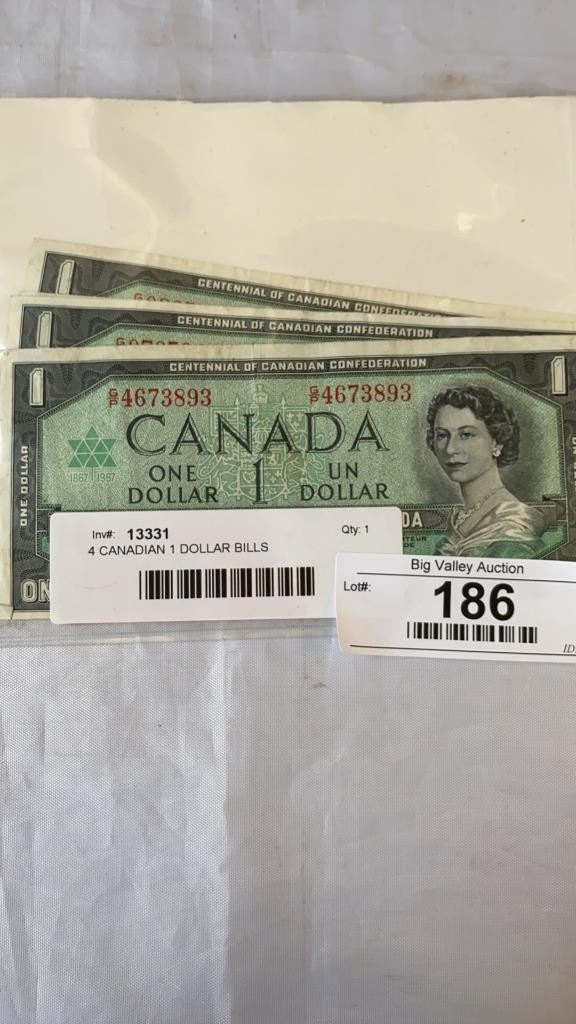 1
CENTENNIAL OF CANADIAN
1
CENTENNIAL OF CANADIAN CONFEDERATION
1 CENTENNIAL OF CANADIAN CONFEDERATION 1
G/P 4673893 G/P 4673893
CANADA
1867 1967
ONE 1 UN
DOLLAR DOLLAR
ONE DOLLAR
Inv#: 13331 Qty: 1
4 CANADIAN 1 DOLLAR BILLS
Big Valley Auction
Lot#: 186